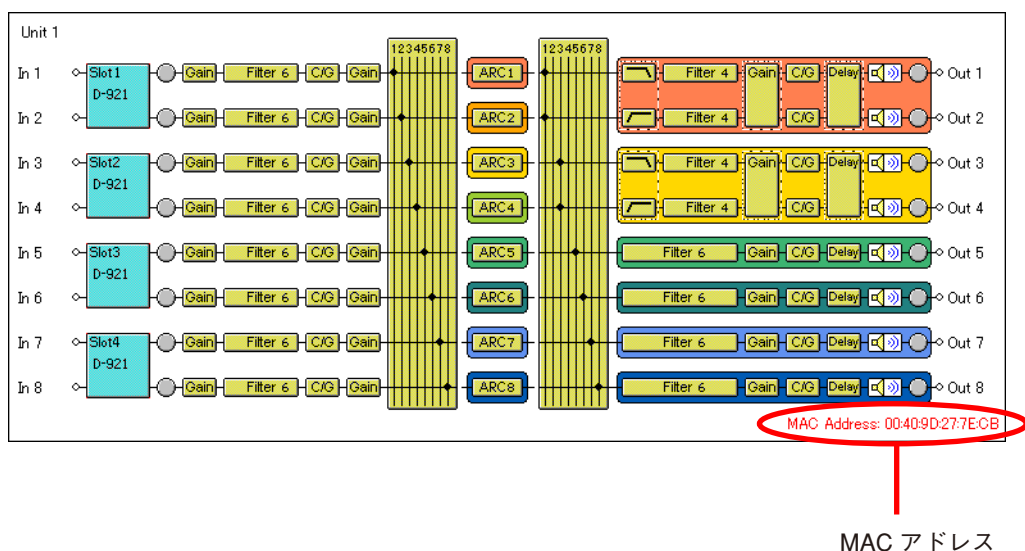 Unit 1
12345678 12345678
In 1 Slot1 Gain Filter 6 C/G Gain ARC1 Filter 4 Gain C/G Delay Out 1
D-921
In 2 Gain Filter 6 C/G Gain ARC2 Filter 4 C/G Out 2
In 3 Slot2 Gain Filter 6 C/G Gain ARC3 Filter 4 Gain C/G Delay Out 3
D-921
In 4 Gain Filter 6 C/G Gain ARC4 Filter 4 C/G Out 4
In 5 Slot3 Gain Filter 6 C/G Gain ARC5 Filter 6 Gain C/G Delay Out 5
D-921
In 6 Gain Filter 6 C/G Gain ARC6 Filter 6 Gain C/G Delay Out 6
In 7 Slot4 Gain Filter 6 C/G Gain ARC7 Filter 6 Gain C/G Delay Out 7
D-921
In 8 Gain Filter 6 C/G Gain ARC8 Filter 6 Gain C/G Delay Out 8
MAC Address: 00:40:9D:27:7E:CB
MAC アドレス